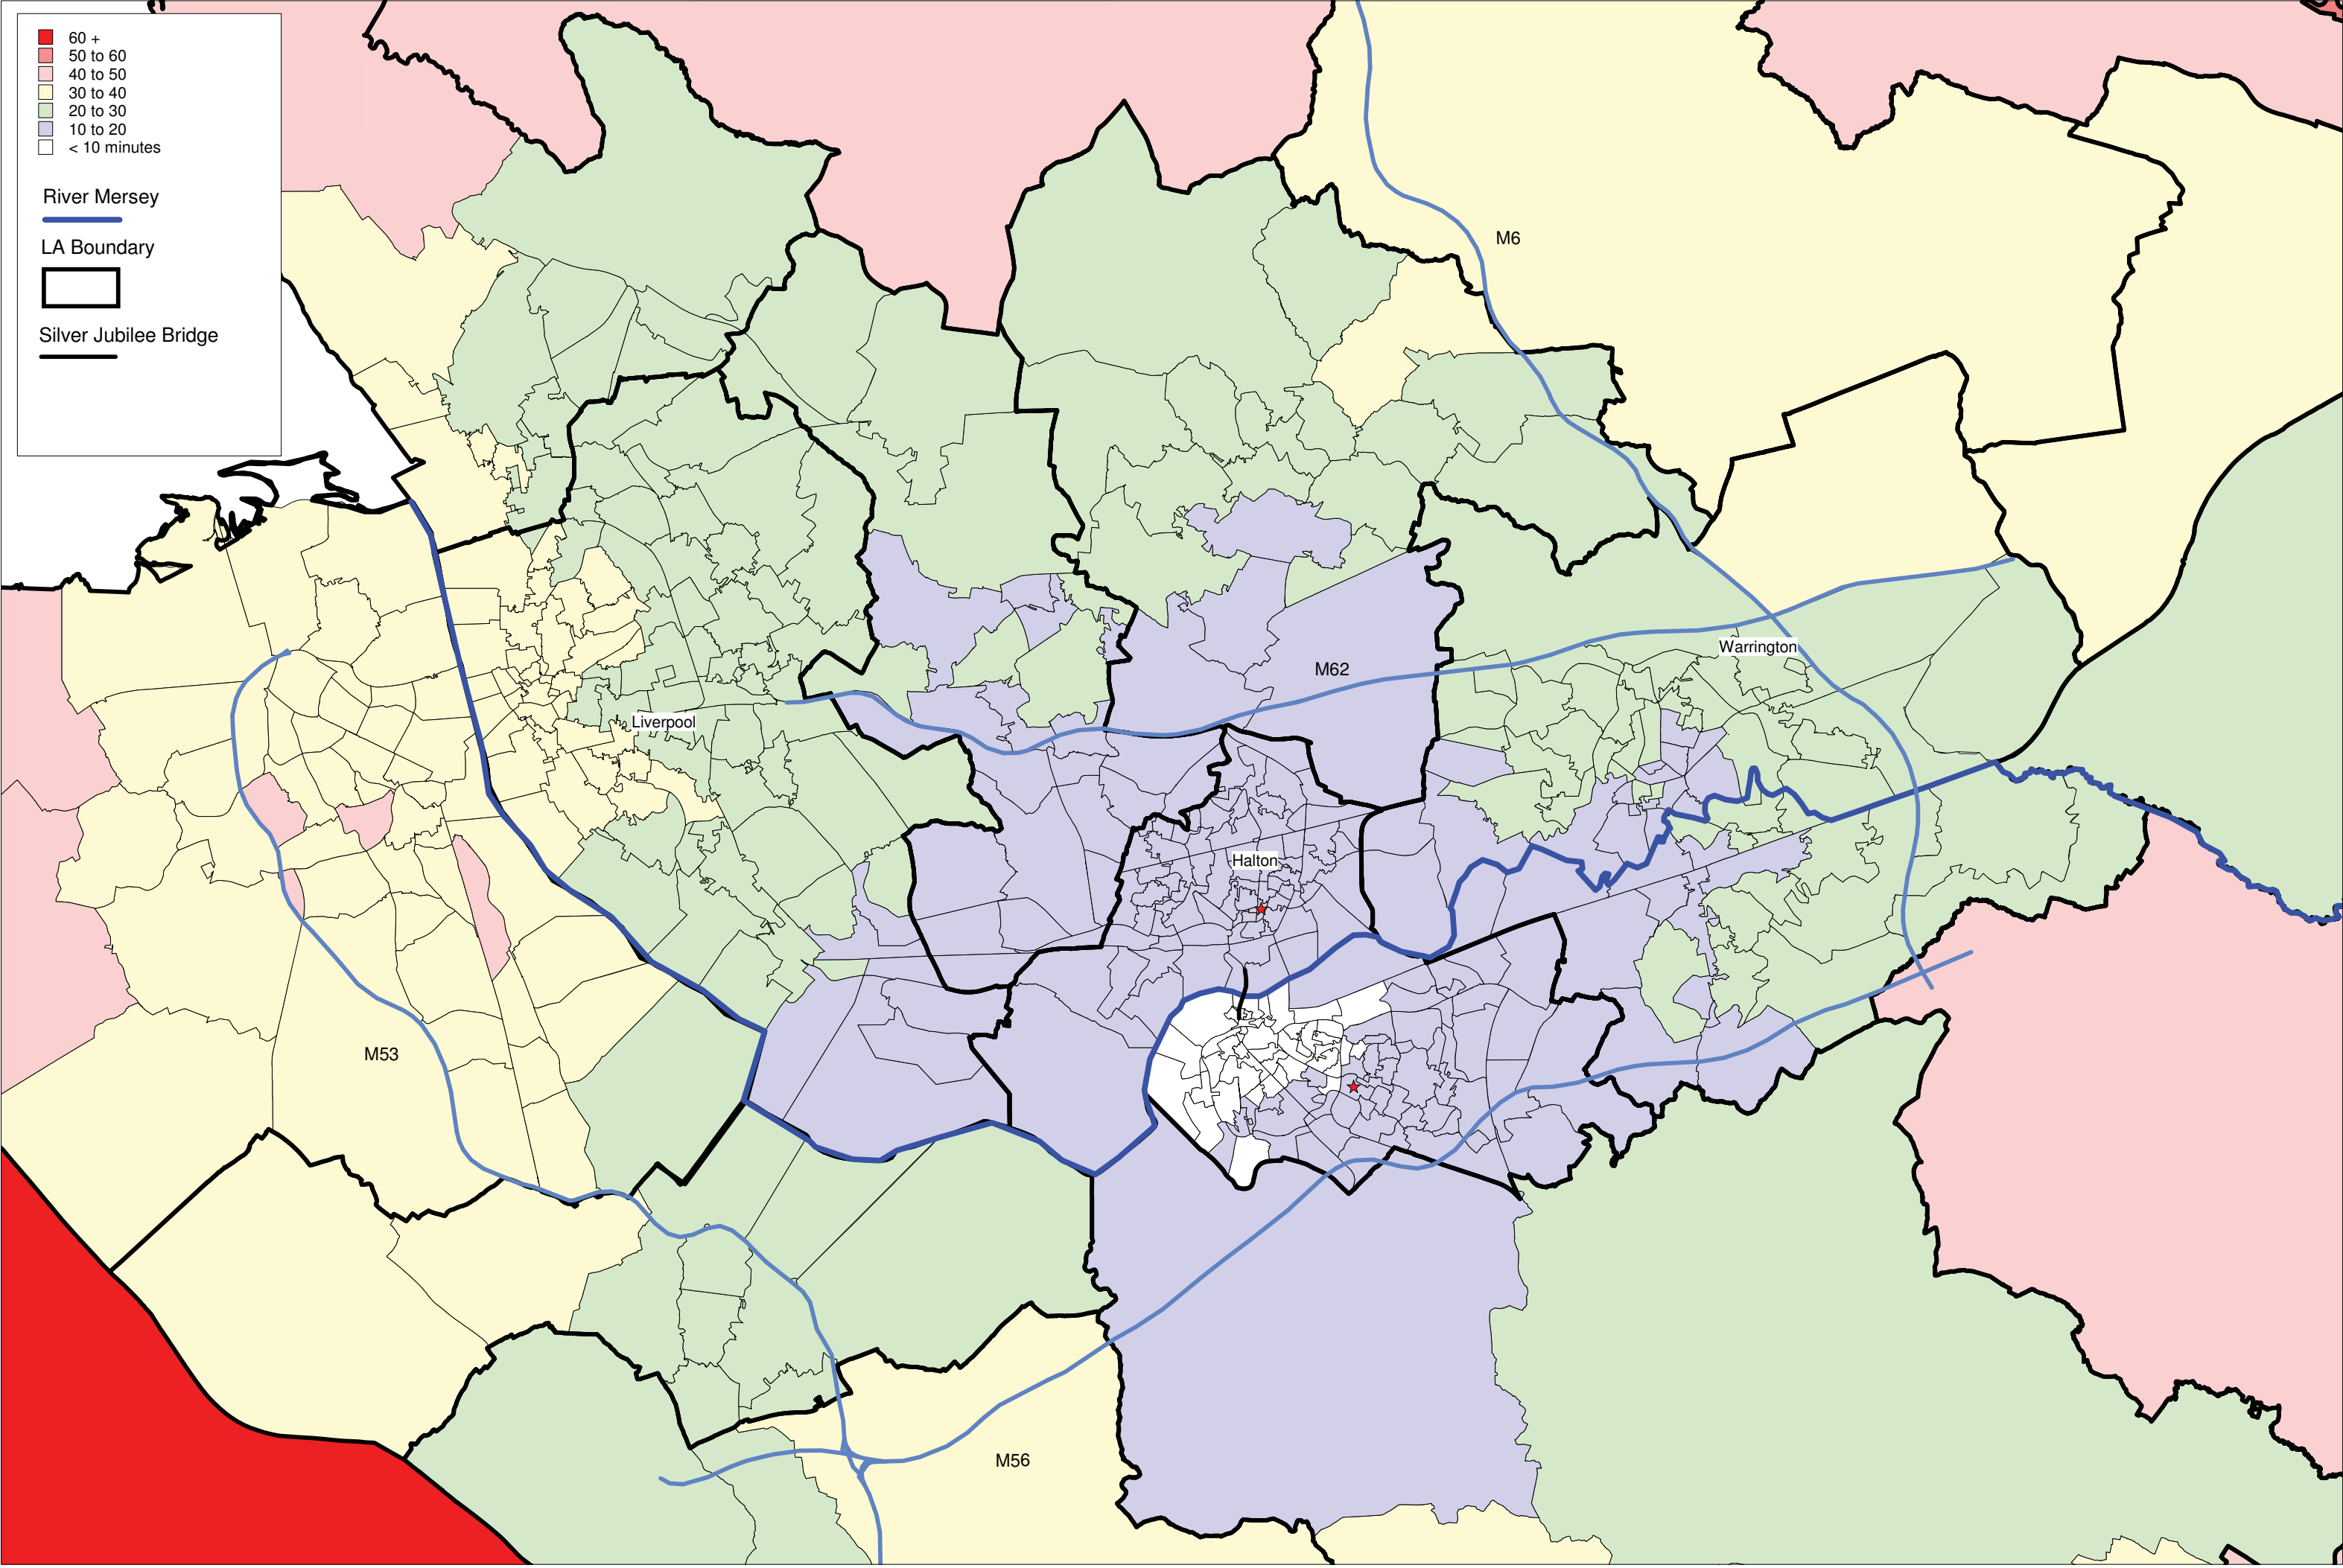 60 +
50 to 60
40 to 50
30 to 40
20 to 30
10 to 20
< 10 minutes
River Mersey
LA Boundary
Silver Jubilee Bridge
M6
Warrington
M62
Liverpool
Halton
M53
M56